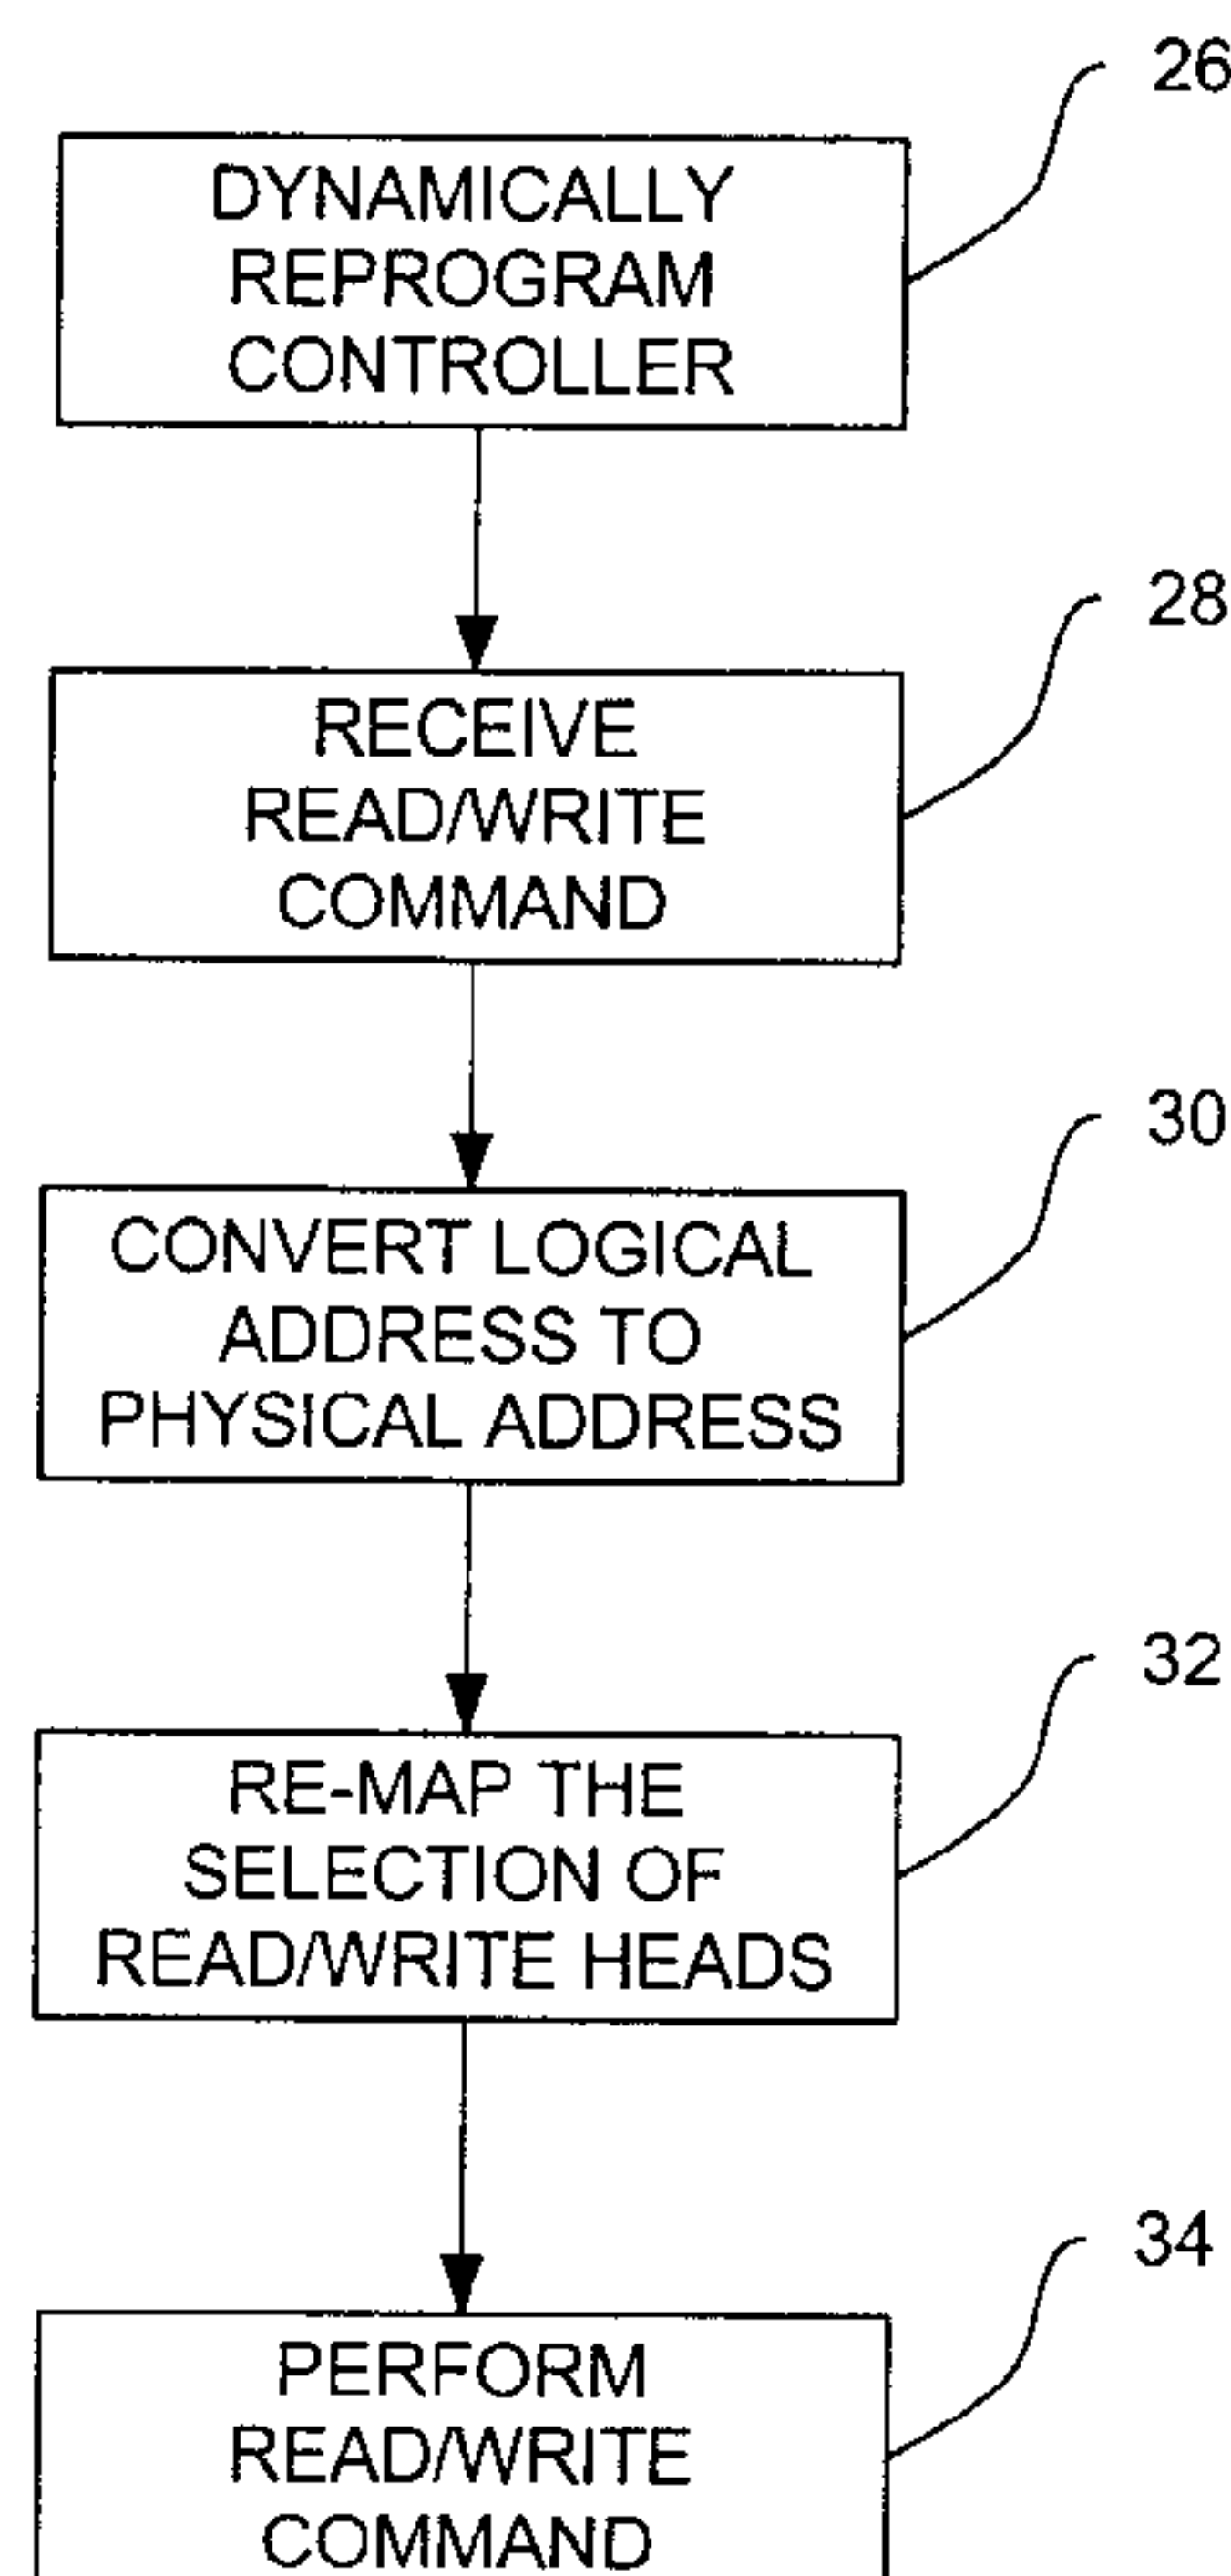 26
DYNAMICALLY
REPROGRAM
CONTROLLER
28
RECEIVE
READ/WRITE
COMMAND
30
CONVERT LOGICAL
ADDRESS TO
PHYSICAL ADDRESS
32
RE-MAP THE
SELECTION OF
READ/WRITE HEADS
34
PERFORM
READ/WRITE
COMMAND